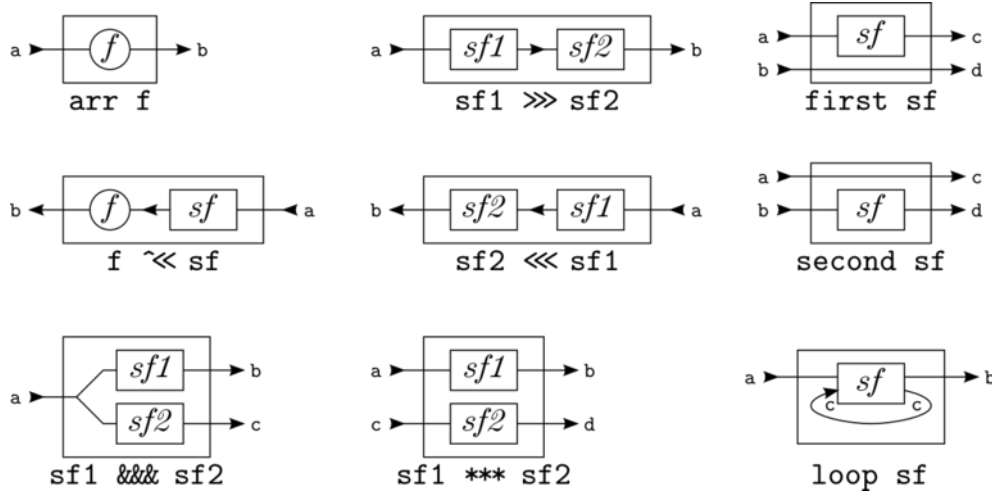 a f b
arr f
a sf1 sf2 b
sf1 ⋙ sf2
a sf c
b d
first sf
b f sf a
f ^≪ sf
b sf2 sf1 a
sf2 ⋘ sf1
a c
b sf d
second sf
sf1 b
a
sf2 c
sf1 &&& sf2
a sf1 b
c sf2 d
sf1 *** sf2
a sf b
c c
loop sf